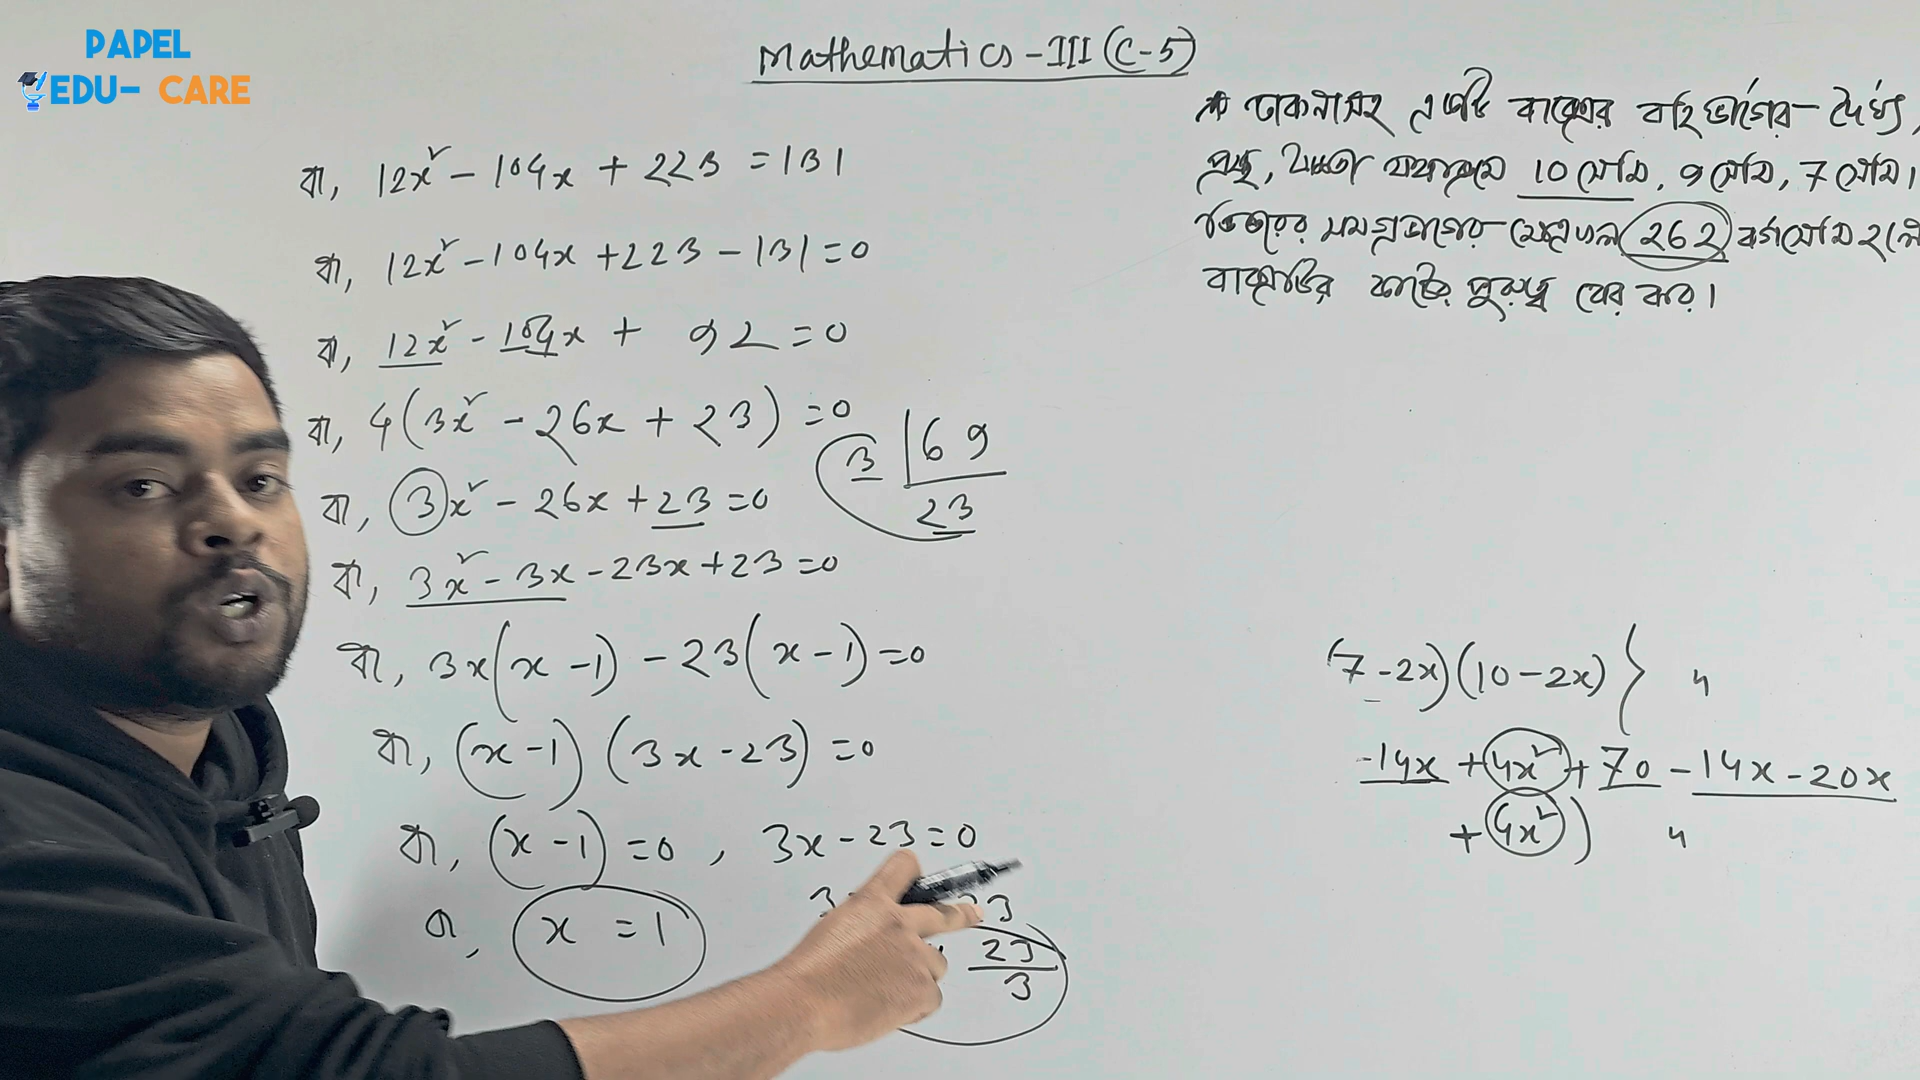 PAPEL
EDU- CARE
Mathematics - III (C-5)
* ঢাকনাসহ একটি বাক্সের বহির্ভাগের দৈর্ঘ্য,
প্রস্থ, উচ্চতা যথাক্রমে 10 সেমি, 9 সেমি, 7 সেমি।
ভিতরের সমগ্রভাগের ক্ষেত্রফল 262 বর্গসেমি হলে
বাক্সটির কাঠের পুরুত্ব বের কর।
বা, 12x² - 104x + 223 = 131
বা, 12x² - 104x + 223 - 131 = 0
বা, 12x² - 104x + 92 = 0
বা, 4(3x² - 26x + 23) = 0
3 | 69
23
বা, 3x² - 26x + 23 = 0
বা, 3x² - 3x - 23x + 23 = 0
বা, 3x(x - 1) - 23(x - 1) = 0
বা, (x - 1) (3x - 23) = 0
বা, (x - 1) = 0 , 3x - 23 = 0
বা, x = 1
23
23/3
(7 - 2x)(10 - 2x) } "
-14x + 4x² + 70 - 14x - 20x
+ 4x²) "